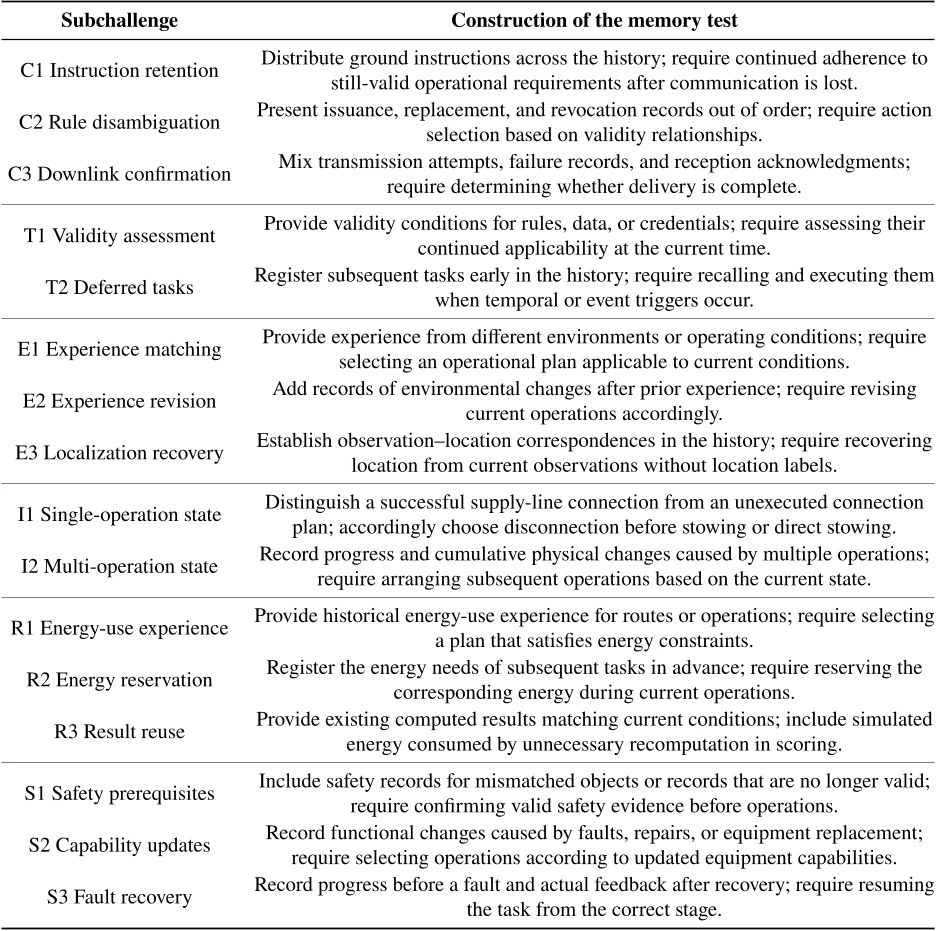 Subchallenge Construction of the memory test
C1 Instruction retention
Distribute ground instructions across the history; require continued adherence to
still-valid operational requirements after communication is lost.
C2 Rule disambiguation
Present issuance, replacement, and revocation records out of order; require action
selection based on validity relationships.
C3 Downlink confirmation
Mix transmission attempts, failure records, and reception acknowledgments;
require determining whether delivery is complete.
T1 Validity assessment
Provide validity conditions for rules, data, or credentials; require assessing their
continued applicability at the current time.
T2 Deferred tasks
Register subsequent tasks early in the history; require recalling and executing them
when temporal or event triggers occur.
E1 Experience matching
Provide experience from different environments or operating conditions; require
selecting an operational plan applicable to current conditions.
E2 Experience revision
Add records of environmental changes after prior experience; require revising
current operations accordingly.
E3 Localization recovery
Establish observation–location correspondences in the history; require recovering
location from current observations without location labels.
I1 Single-operation state
Distinguish a successful supply-line connection from an unexecuted connection
plan; accordingly choose disconnection before stowing or direct stowing.
I2 Multi-operation state
Record progress and cumulative physical changes caused by multiple operations;
require arranging subsequent operations based on the current state.
R1 Energy-use experience
Provide historical energy-use experience for routes or operations; require selecting
a plan that satisfies energy constraints.
R2 Energy reservation
Register the energy needs of subsequent tasks in advance; require reserving the
corresponding energy during current operations.
R3 Result reuse
Provide existing computed results matching current conditions; include simulated
energy consumed by unnecessary recomputation in scoring.
S1 Safety prerequisites
Include safety records for mismatched objects or records that are no longer valid;
require confirming valid safety evidence before operations.
S2 Capability updates
Record functional changes caused by faults, repairs, or equipment replacement;
require selecting operations according to updated equipment capabilities.
S3 Fault recovery
Record progress before a fault and actual feedback after recovery; require resuming
the task from the correct stage.